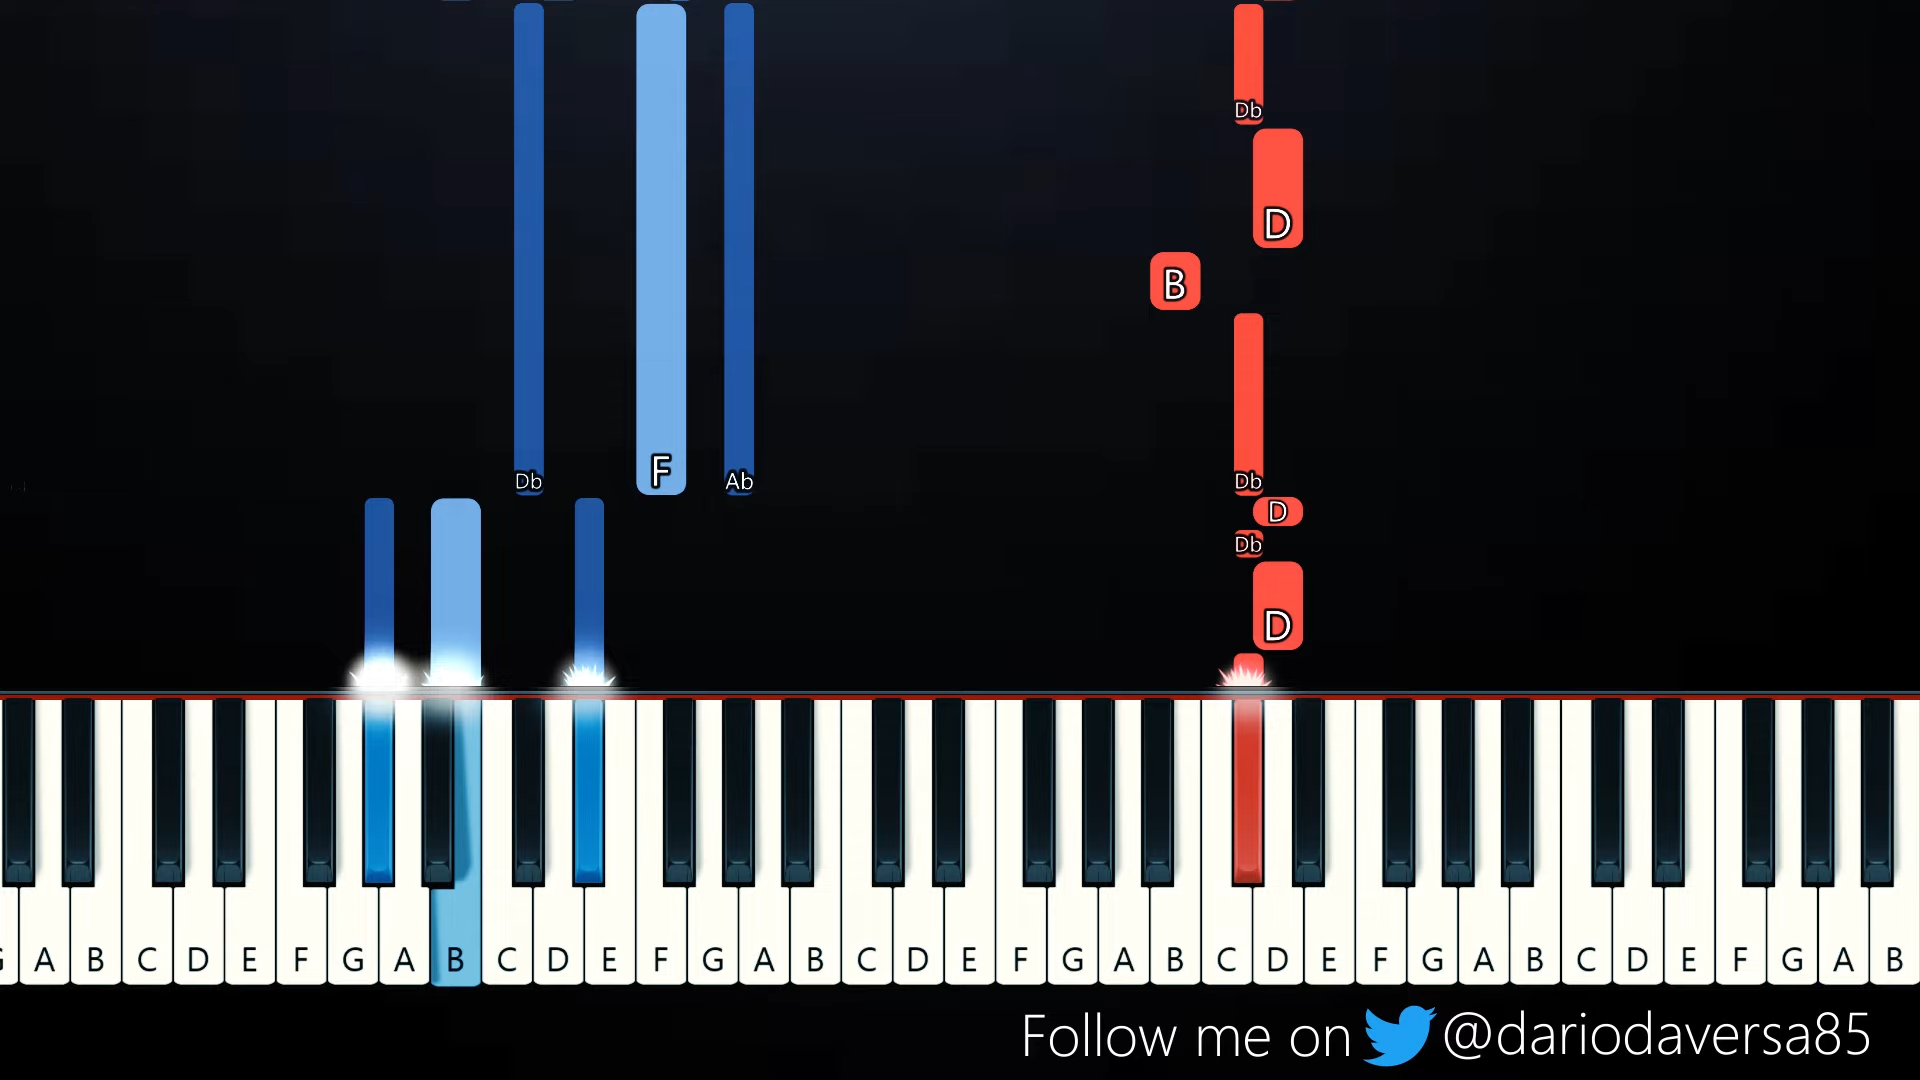 Db
D
B
Db F Ab Db
D
Db
D
A B C D E F G A B C D E F G A B C D E F G A B C D E F G A B C D E F G A B
Follow me on @dariodaversa85